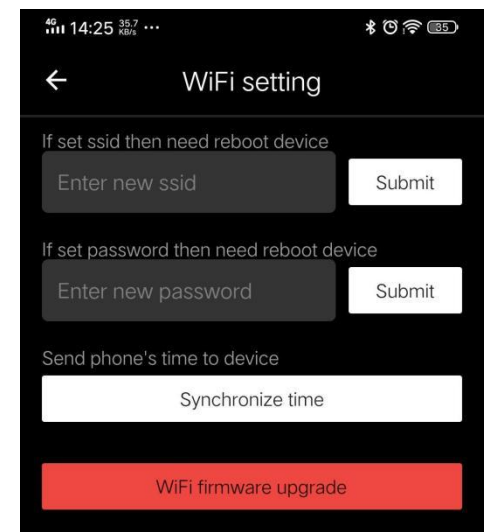 4G 14:25 35.7 KB/s ... 35
WiFi setting
If set ssid then need reboot device
Enter new ssid Submit
If set password then need reboot device
Enter new password Submit
Send phone's time to device
Synchronize time
WiFi firmware upgrade